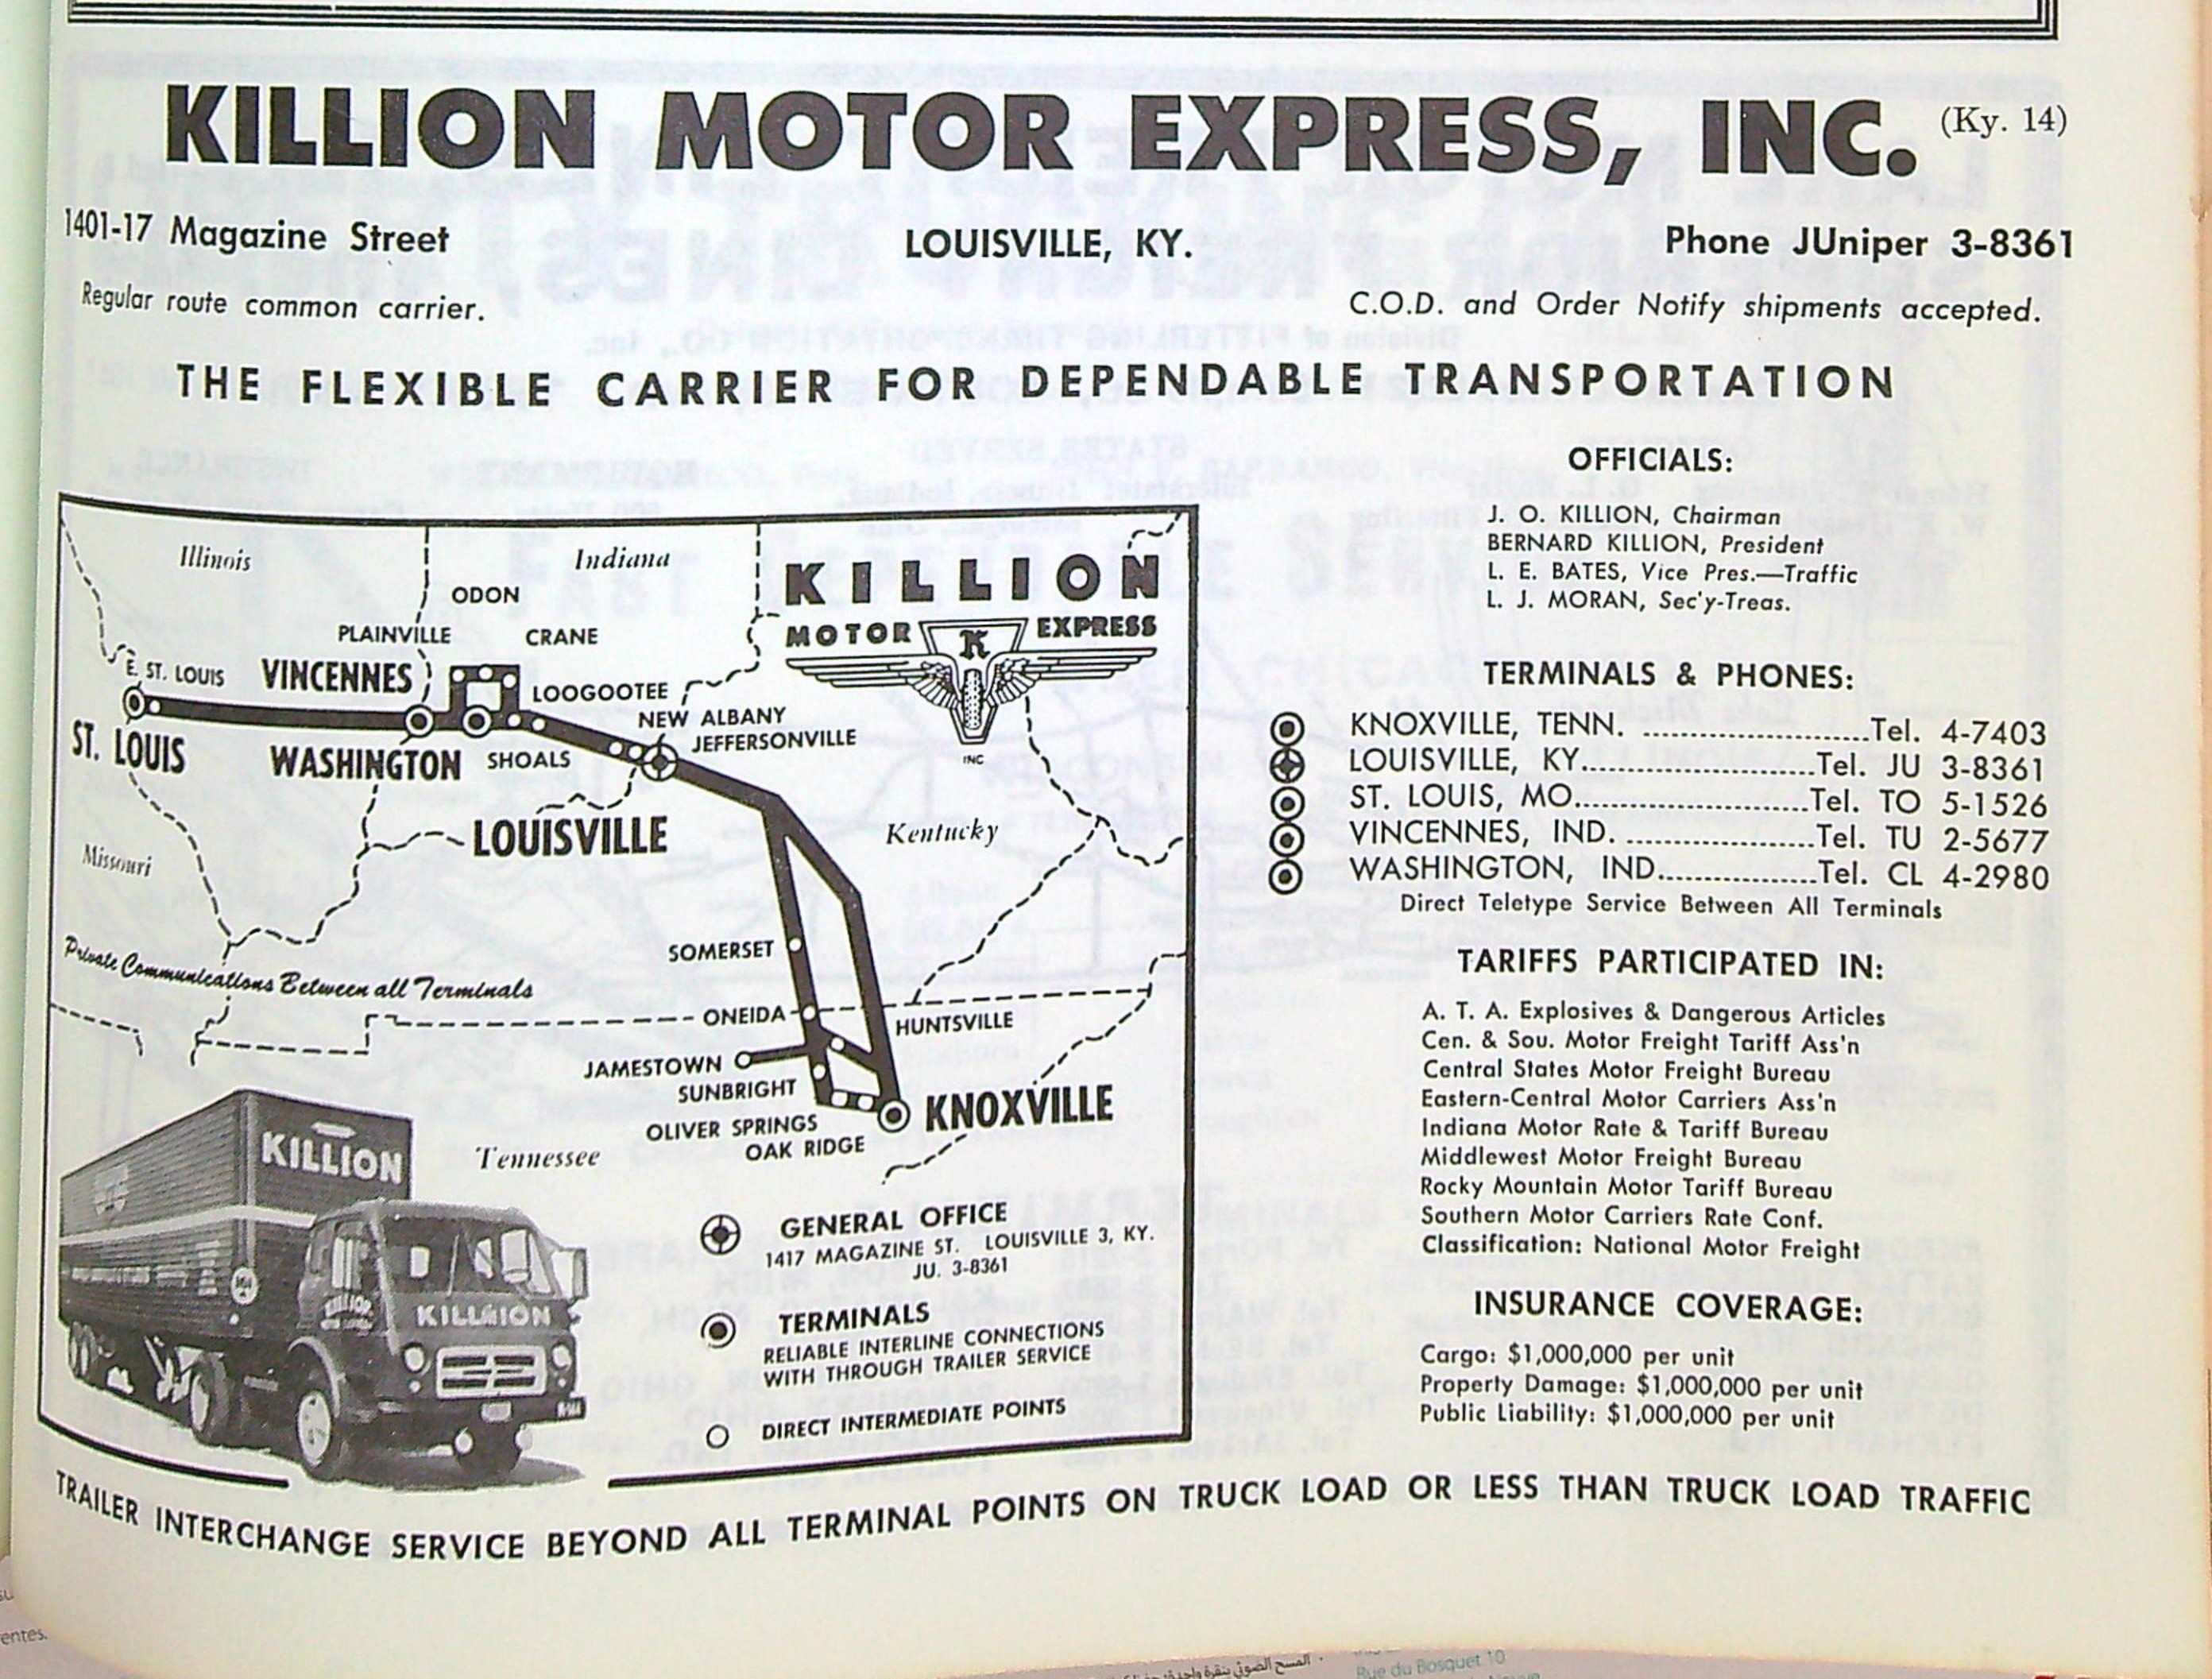 KILLION MOTOR EXPRESS, INC. (Ky. 14)
1401-17 Magazine Street LOUISVILLE, KY. Phone JUniper 3-8361
Regular route common carrier. C.O.D. and Order Notify shipments accepted.
THE FLEXIBLE CARRIER FOR DEPENDABLE TRANSPORTATION
Illinois
Indiana
KILLION
MOTOR K EXPRESS
INC
ODON
PLAINVILLE
CRANE
E. ST. LOUIS
VINCENNES
LOOGOOTEE
NEW ALBANY
JEFFERSONVILLE
ST. LOUIS
WASHINGTON
SHOALS
LOUISVILLE
Kentucky
Missouri
SOMERSET
Private Communications Between all Terminals
ONEIDA
HUNTSVILLE
JAMESTOWN
SUNBRIGHT
KNOXVILLE
OLIVER SPRINGS
OAK RIDGE
Tennessee
KILLION
KILLION
KILLION
GENERAL OFFICE
1417 MAGAZINE ST. LOUISVILLE 3, KY.
JU. 3-8361
TERMINALS
RELIABLE INTERLINE CONNECTIONS
WITH THROUGH TRAILER SERVICE
DIRECT INTERMEDIATE POINTS
OFFICIALS:
J. O. KILLION, Chairman
BERNARD KILLION, President
L. E. BATES, Vice Pres.—Traffic
L. J. MORAN, Sec'y-Treas.
TERMINALS & PHONES:
KNOXVILLE, TENN. ........................Tel. 4-7403
LOUISVILLE, KY.........................Tel. JU 3-8361
ST. LOUIS, MO.........................Tel. TO 5-1526
VINCENNES, IND. ...................Tel. TU 2-5677
WASHINGTON, IND.................Tel. CL 4-2980
Direct Teletype Service Between All Terminals
TARIFFS PARTICIPATED IN:
A. T. A. Explosives & Dangerous Articles
Cen. & Sou. Motor Freight Tariff Ass'n
Central States Motor Freight Bureau
Eastern-Central Motor Carriers Ass'n
Indiana Motor Rate & Tariff Bureau
Middlewest Motor Freight Bureau
Rocky Mountain Motor Tariff Bureau
Southern Motor Carriers Rate Conf.
Classification: National Motor Freight
INSURANCE COVERAGE:
Cargo: $1,000,000 per unit
Property Damage: $1,000,000 per unit
Public Liability: $1,000,000 per unit
TRAILER INTERCHANGE SERVICE BEYOND ALL TERMINAL POINTS ON TRUCK LOAD OR LESS THAN TRUCK LOAD TRAFFIC
Rue du Bosquet 10